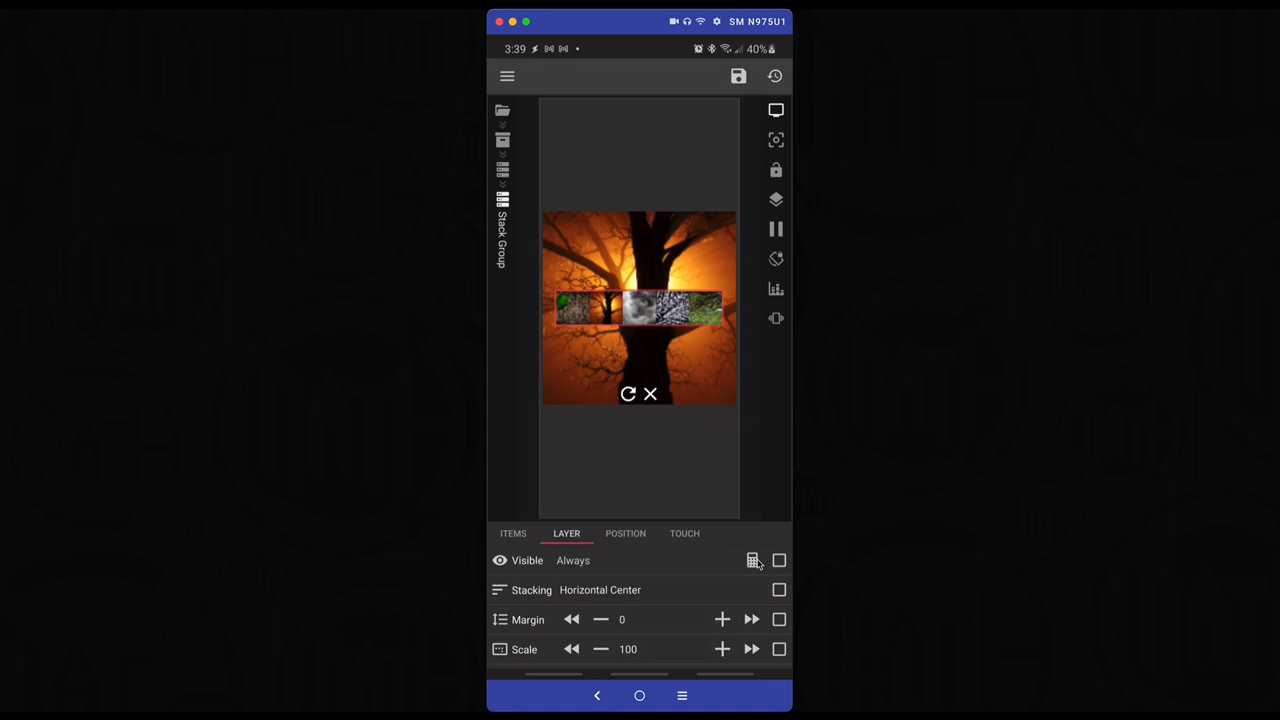 SM N975U1
3:39
40%
Stack Group
ITEMS LAYER POSITION TOUCH
Visible Always
Stacking Horizontal Center
Margin 0
Scale 100